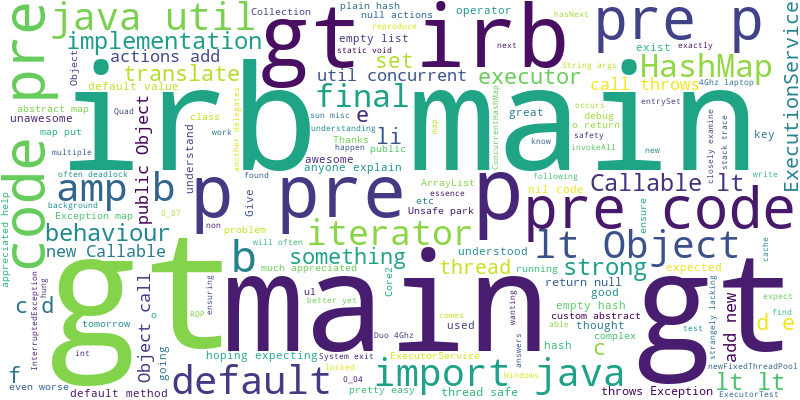 irb main
gt irb
pre p
java util
code pre
gt
main gt
p pre p
pre code
HashMap
implementation
actions add
translate
default value
abstract map
unawesome
map put
multiple
often deadlock
background
Exception map
behaviour
new Callable
amp b
public Object
Quad
class
understand
work
another delegates
final
e
li
Collection
plain hash
null actions
reproduce
empty list
static void
util concurrent
set
executor
operator
hasNext
next
exist
exactly
call throws
String args
4Ghz laptop
occurs
debug
o return
null
invokeAll
safety
key
entrySet
new
closely examine
stack trace
write
ExecutionService
sun misc
understanding
happen
Thanks
public
great
know
awesome
anyone explain
map
ConcurrentHashMap
following
nil code
ensure
Callable lt
ArrayList
essence
etc
Unsafe park
found
Give
non
problem
0_07
iterator
something
b
will often
much appreciated
Core2
understood
running
thread
strong
lt Object
expected
cache
expect
find
test
add new
return null
good
empty hash
custom abstract
thought
able
complex
hash
c
d e
strangely lacking
newFixedThreadPool
lt lt
ExecutorTest
throws Exception
import java
ExecutorService
Windows
answers
wanting
used
comes
Duo 4Ghz
locked
System exit
0_04
pretty easy
thread safe
hoping expecting
better yet
ul
RDP
ensuring
default
Object call
going
o
tomorrow
int
default method
even worse
f
c d
InterruptedException
hung
appreciated help
Object